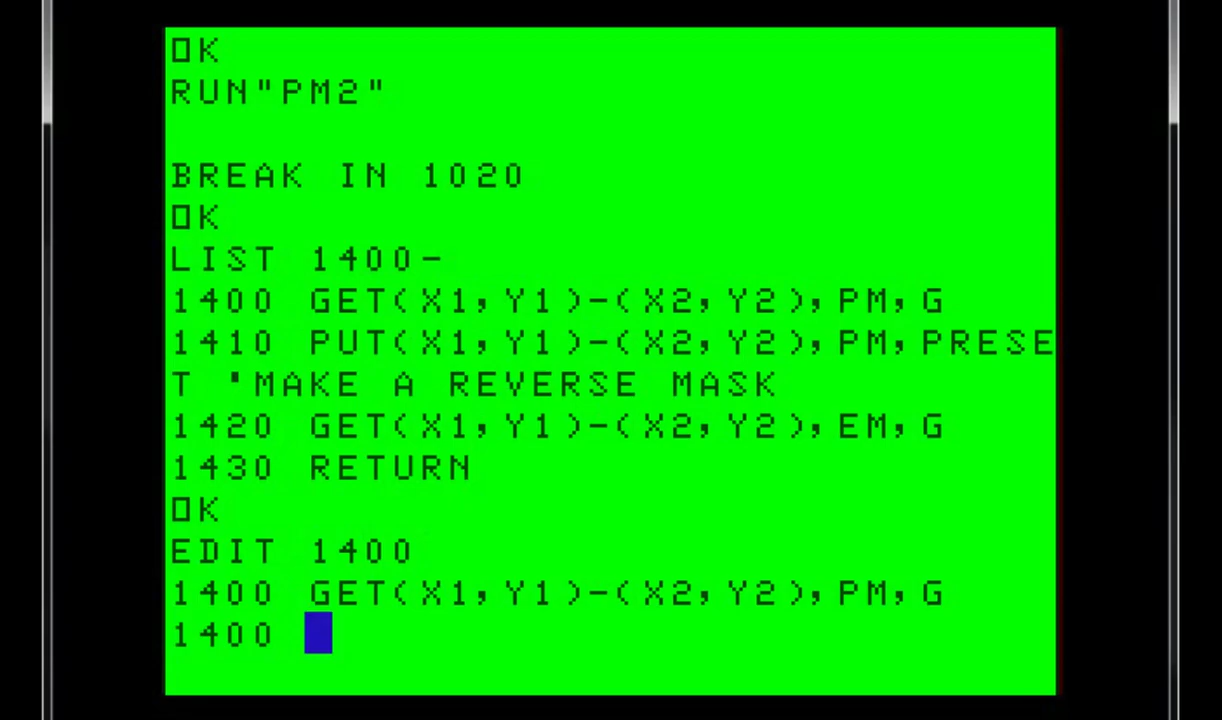 OK
RUN"PM2"
BREAK IN 1020
OK
LIST 1400-
1400 GET(X1,Y1)-(X2,Y2),PM,G
1410 PUT(X1,Y1)-(X2,Y2),PM,PRESE
T 'MAKE A REVERSE MASK
1420 GET(X1,Y1)-(X2,Y2),EM,G
1430 RETURN
OK
EDIT 1400
1400 GET(X1,Y1)-(X2,Y2),PM,G
1400